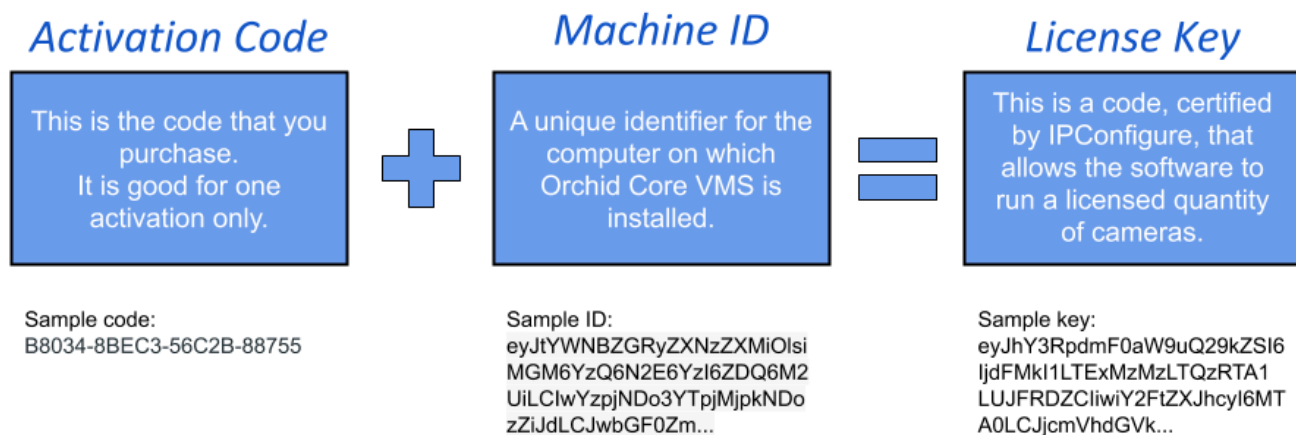 Activation Code
This is the code that you
purchase.
It is good for one
activation only.
Sample code:
B8034-8BEC3-56C2B-88755
Machine ID
A unique identifier for the
computer on which
Orchid Core VMS is
installed.
Sample ID:
eyJtYWNBZGRyZXNzZXMiOlsi
MGM6YzQ6N2E6YzI6ZDQ6M2
UiLCIwYzpjNDo3YTpjMjpkNDo
zZiJdLCJwbGF0Zm...
License Key
This is a code, certified
by IPConfigure, that
allows the software to
run a licensed quantity
of cameras.
Sample key:
eyJhY3RpdmF0aW9uQ29kZSI6
IjdFMkI1LTExMzMzLTQzRTA1
LUJFRDZCIiwiY2FtZXJhcyI6MT
A0LCJjcmVhdGVk...